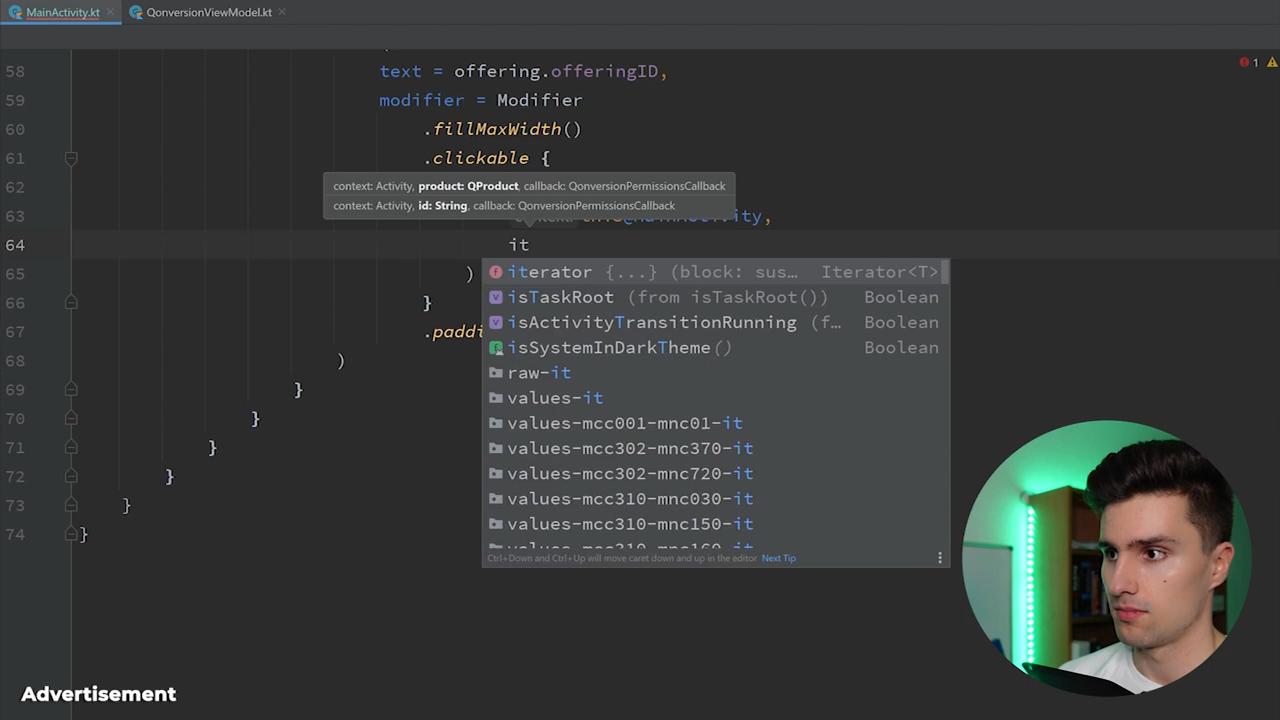 MainActivity.kt
QonversionViewModel.kt
1
58 text = offering.offeringID,
59 modifier = Modifier
60 .fillMaxWidth()
61 .clickable {
62
context: Activity, product: QProduct, callback: QonversionPermissionsCallback
context: Activity, id: String, callback: QonversionPermissionsCallback
63
64 it
65 )
66 }
67 .paddi
68 )
69 }
70 }
71 }
72 }
73 }
74 }
iterator {...} (block: sus... Iterator<T>
isTaskRoot (from isTaskRoot()) Boolean
isActivityTransitionRunning (f... Boolean
isSystemInDarkTheme() Boolean
raw-it
values-it
values-mcc001-mnc01-it
values-mcc302-mnc370-it
values-mcc302-mnc720-it
values-mcc310-mnc030-it
values-mcc310-mnc150-it
values-mcc310-mnc160-it
Ctrl+Down and Ctrl+Up will move caret down and up in the editor Next Tip
Advertisement